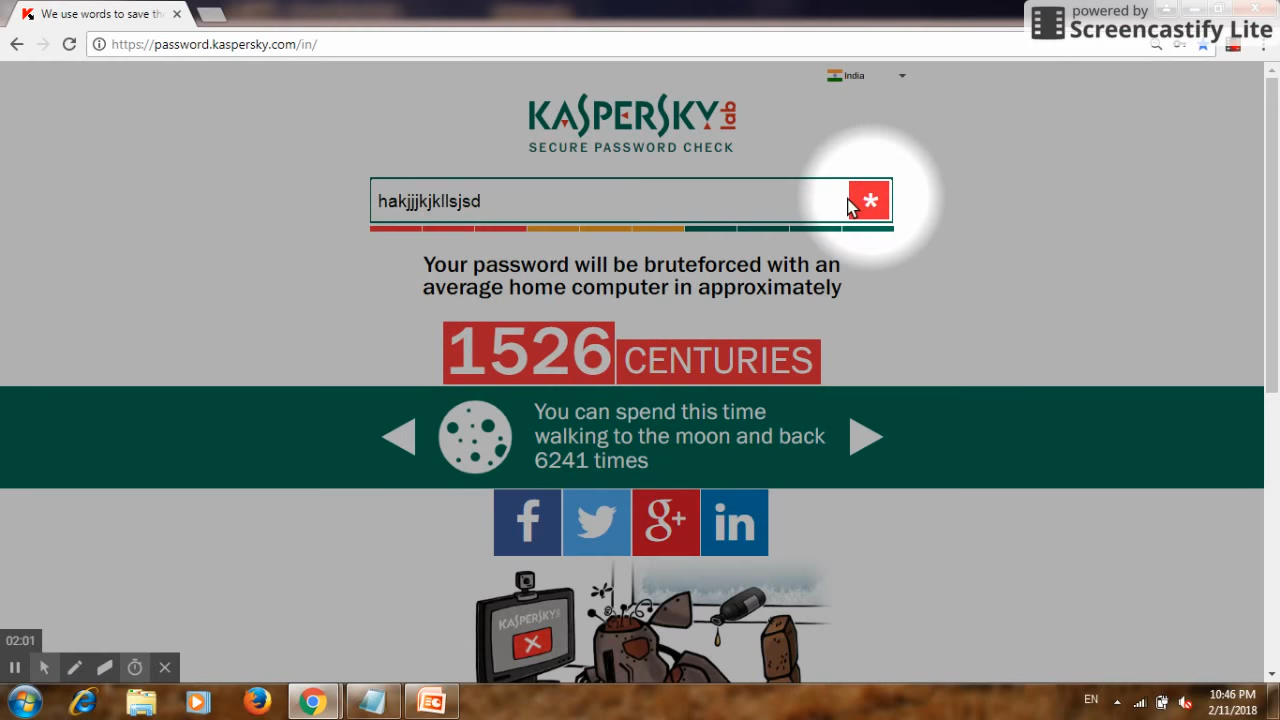 We use words to save the
powered by
Screencastify Lite
https://password.kaspersky.com/in/
India
KASPERSKY lab
SECURE PASSWORD CHECK
hakjjjkjkllsjsd
*
Your password will be bruteforced with an
average home computer in approximately
1526 CENTURIES
You can spend this time
walking to the moon and back
6241 times
f
g+
in
KASPERSKY
02:01
EN
10:46 PM
2/11/2018